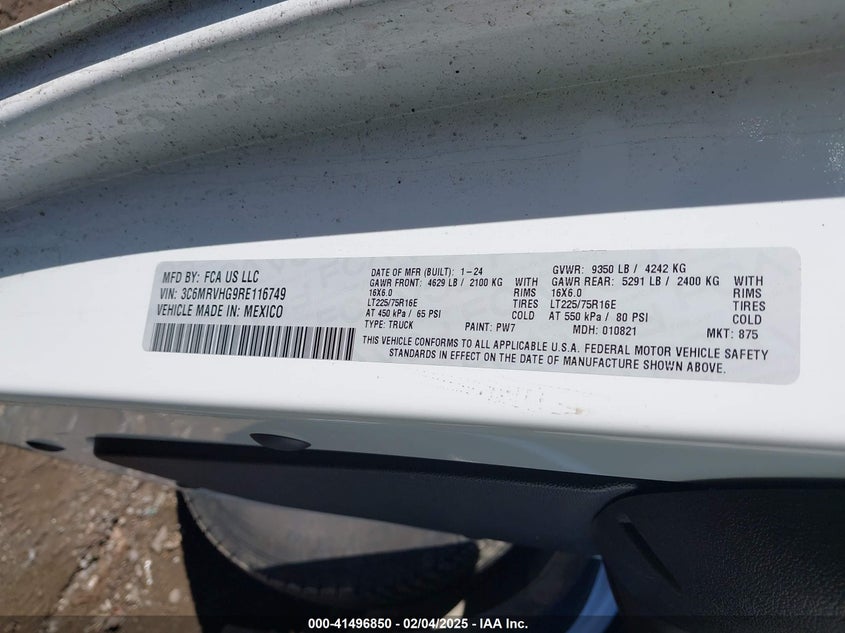 MFD BY: FCA US LLC
VIN: 3C6MRVHG9RE116749
VEHICLE MADE IN: MEXICO
DATE OF MFR (BUILT): 1-24
GAWR FRONT: 4629 LB / 2100 KG WITH
16X6.0 RIMS
LT225/75R16E TIRES
AT 450 kPa / 65 PSI COLD
TYPE: TRUCK PAINT: PW7
GVWR: 9350 LB / 4242 KG
GAWR REAR: 5291 LB / 2400 KG WITH
16X6.0 RIMS
LT225/75R16E TIRES
AT 550 kPa / 80 PSI COLD
MDH: 010821 MKT: 875
THIS VEHICLE CONFORMS TO ALL APPLICABLE U.S.A. FEDERAL MOTOR VEHICLE SAFETY
STANDARDS IN EFFECT ON THE DATE OF MANUFACTURE SHOWN ABOVE.
000-41496850 - 02/04/2025 - IAA Inc.